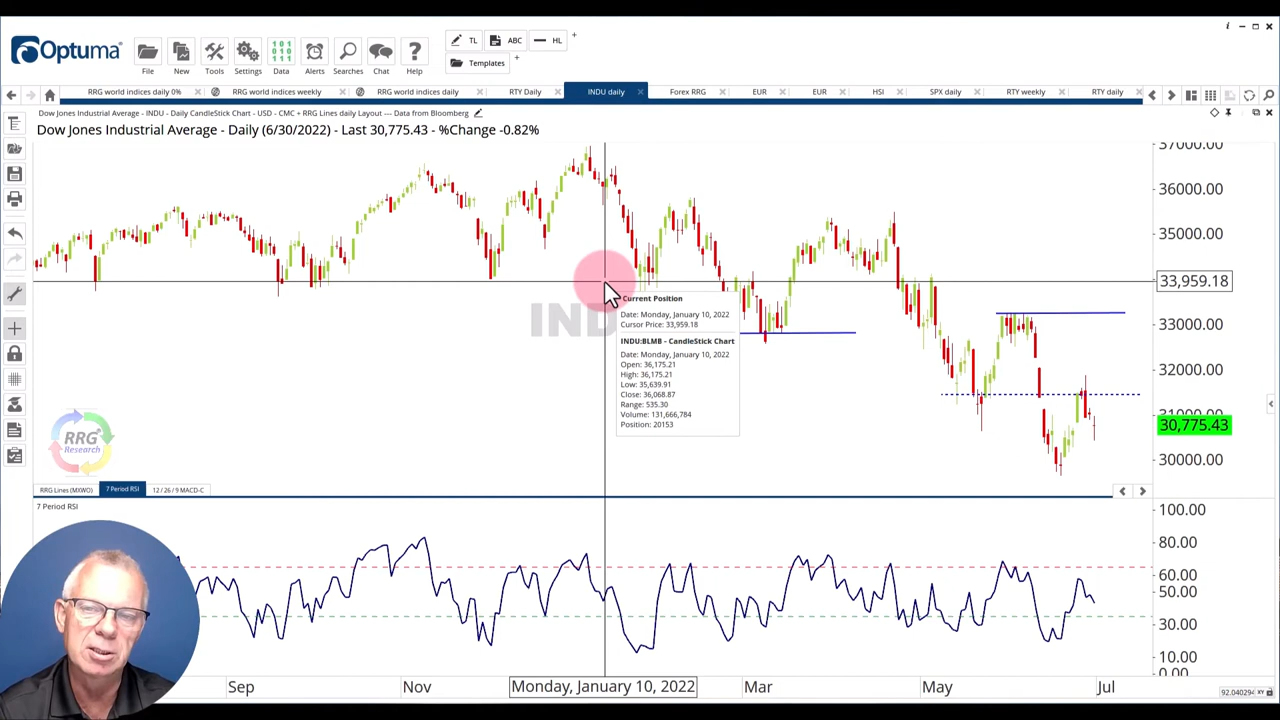 Optuma
File New Tools Settings Data Alerts Searches Chat Help
TL ABC HL +
Templates +
RRG world indices daily 0% RRG world indices weekly RRG world indices daily RTY Daily INDU daily Forex RRG EUR EUR HSI SPX daily RTY weekly RTY daily
Dow Jones Industrial Average - INDU - Daily CandleStick Chart - USD - CMC + RRG Lines daily Layout --- Data from Bloomberg
Dow Jones Industrial Average - Daily (6/30/2022) - Last 30,775.43 - %Change -0.82%
37000.00
36000.00
35000.00
33,959.18
33000.00
32000.00
31000.00
30,775.43
30000.00
Current Position
Date: Monday, January 10, 2022
Cursor Price: 33,959.18
INDU:BLMB - CandleStick Chart
Date: Monday, January 10, 2022
Open: 36,175.21
High: 36,175.21
Low: 35,639.91
Close: 36,068.87
Range: 535.30
Volume: 131,666,784
Position: 20153
RRG
Research
RRG Lines (MXWO) 7 Period RSI 12 / 26 / 9 MACD-C
7 Period RSI
100.00
80.00
60.00
50.00
30.00
10.00
0.00
Sep Nov Monday, January 10, 2022 Mar May Jul
92.040294 XY